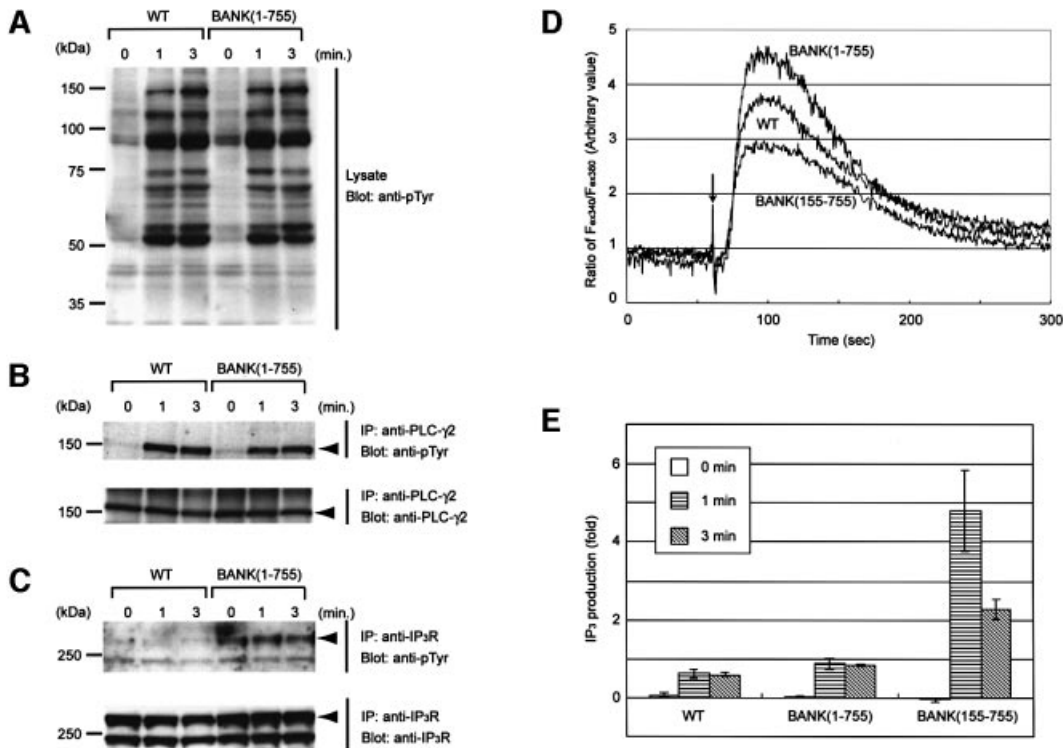 A
WT BANK(1-755)
(kDa) 0 1 3 0 1 3 (min.)
150
100
75
50
35
Lysate
Blot: anti-pTyr
B
WT BANK(1-755)
(kDa) 0 1 3 0 1 3 (min.)
150
IP: anti-PLC-γ2
Blot: anti-pTyr
150
IP: anti-PLC-γ2
Blot: anti-PLC-γ2
C
WT BANK(1-755)
(kDa) 0 1 3 0 1 3 (min.)
250
IP: anti-IP₃R
Blot: anti-pTyr
250
IP: anti-IP₃R
Blot: anti-IP₃R
D
Ratio of Fex340/Fex380 (Arbitrary value)
5
4
3
2
1
0
BANK(1-755)
WT
BANK(155-755)
0 100 200 300
Time (sec)
E
IP₃ production (fold)
6
4
2
0
0 min
1 min
3 min
WT BANK(1-755) BANK(155-755)